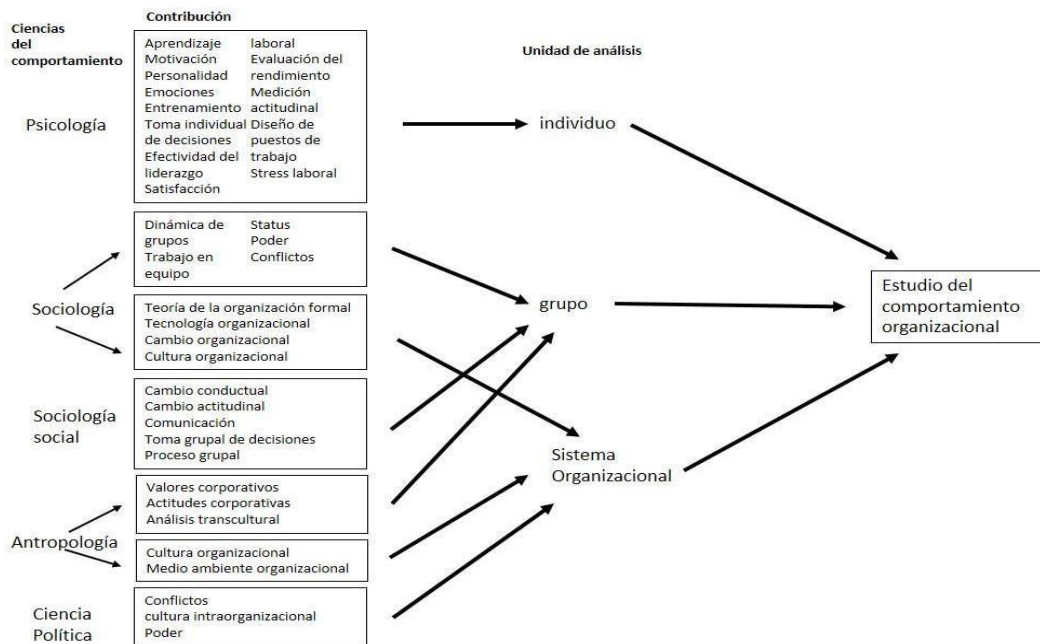 Ciencias
del
comportamiento
Contribución
Unidad de análisis
Psicología
Aprendizaje
Motivación
Personalidad
Emociones
Entrenamiento
Toma individual
de decisiones
Efectividad del
liderazgo
Satisfacción
laboral
Evaluación del
rendimiento
Medición
actitudinal
Diseño de
puestos de
trabajo
Stress laboral
individuo
Sociología
Dinámica de
grupos
Trabajo en
equipo
Status
Poder
Conflictos
Teoría de la organización formal
Tecnología organizacional
Cambio organizacional
Cultura organizacional
grupo
Estudio del
comportamiento
organizacional
Sociología
social
Cambio conductual
Cambio actitudinal
Comunicación
Toma grupal de decisiones
Proceso grupal
Sistema
Organizacional
Antropología
Valores corporativos
Actitudes corporativas
Análisis transcultural
Cultura organizacional
Medio ambiente organizacional
Ciencia
Política
Conflictos
cultura intraorganizacional
Poder